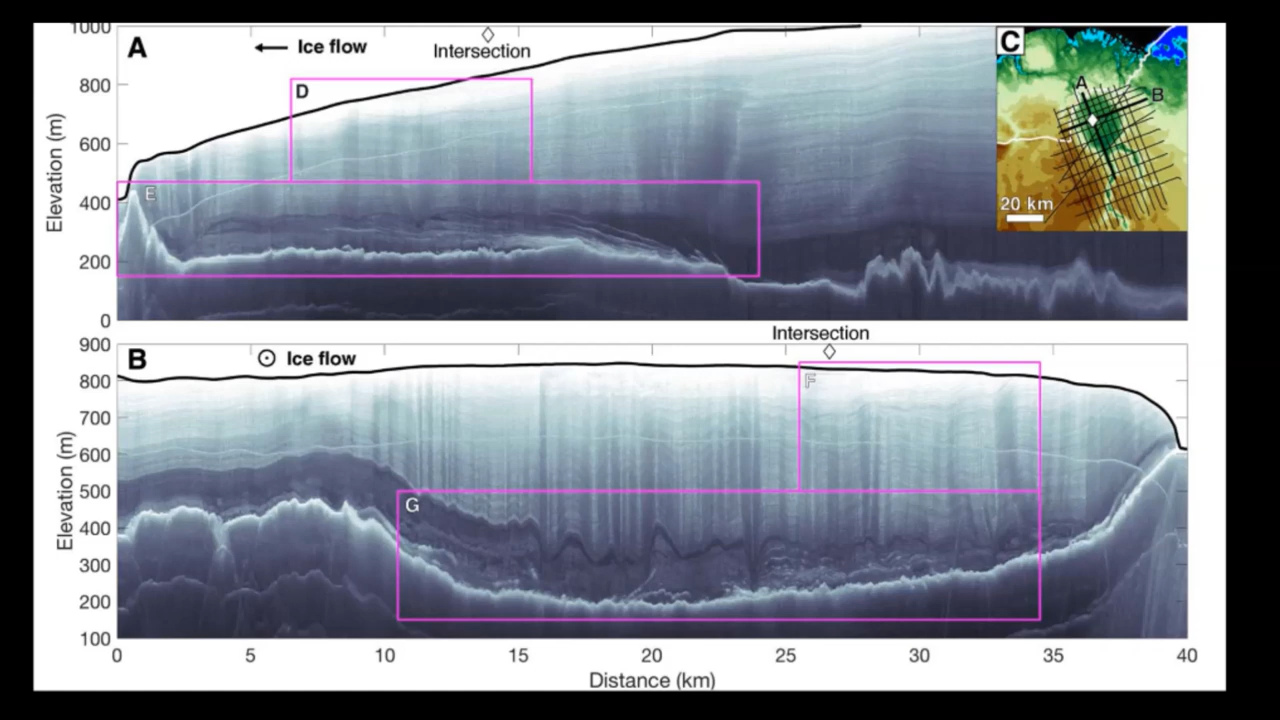 1000
A
Ice flow
Intersection
C
800
D
A
B
Elevation (m)
600
400
E
20 km
200
0
Intersection
900
B
Ice flow
800
F
700
Elevation (m)
600
500
G
400
300
200
100
0 5 10 15 20 25 30 35 40
Distance (km)